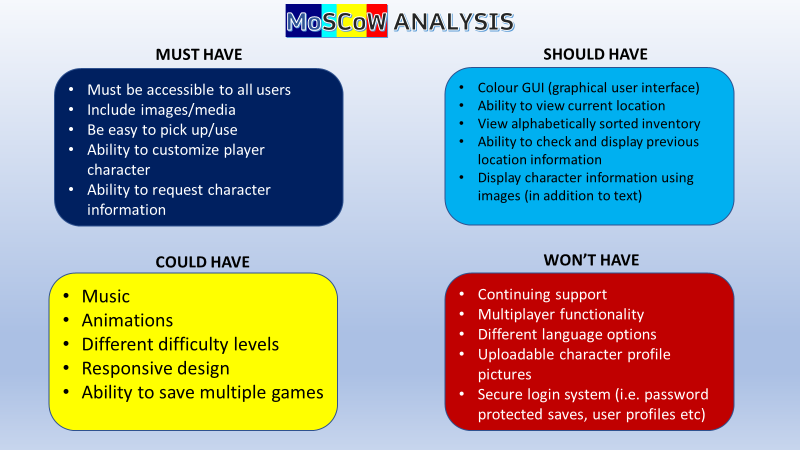 MoSCoW ANALYSIS
MUST HAVE
• Must be accessible to all users
• Include images/media
• Be easy to pick up/use
• Ability to customize player
character
• Ability to request character
information
SHOULD HAVE
• Colour GUI (graphical user interface)
• Ability to view current location
• View alphabetically sorted inventory
• Ability to check and display previous
location information
• Display character information using
images (in addition to text)
COULD HAVE
• Music
• Animations
• Different difficulty levels
• Responsive design
• Ability to save multiple games
WON’T HAVE
• Continuing support
• Multiplayer functionality
• Different language options
• Uploadable character profile
pictures
• Secure login system (i.e. password
protected saves, user profiles etc)